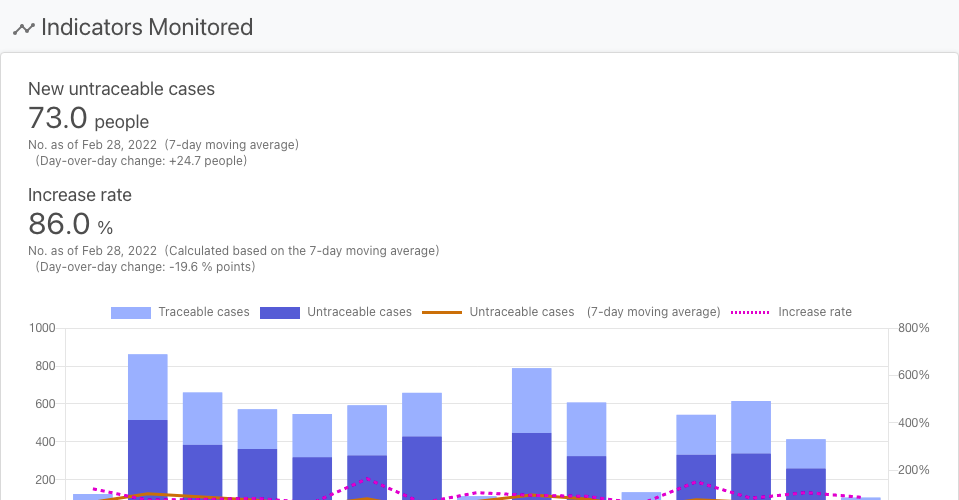 Indicators Monitored
New untraceable cases
73.0 people
No. as of Feb 28, 2022 (7-day moving average)
(Day-over-day change: +24.7 people)
Increase rate
86.0 %
No. as of Feb 28, 2022 (Calculated based on the 7-day moving average)
(Day-over-day change: -19.6 % points)
Traceable cases Untraceable cases Untraceable cases (7-day moving average) Increase rate
1000 800%
800
600% 
600
400 400%
200 200%